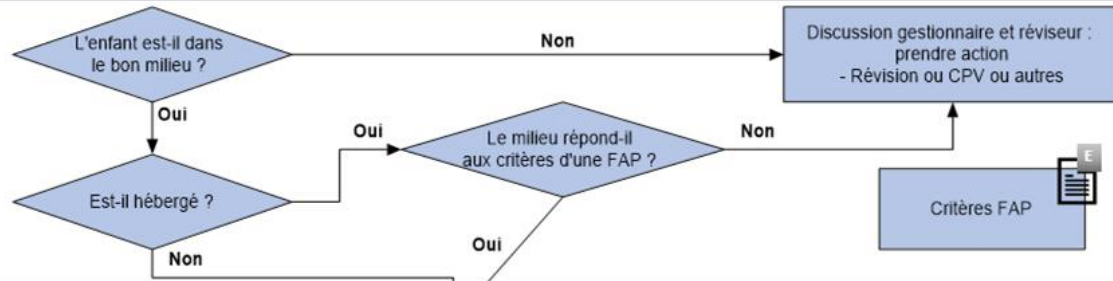 L'enfant est-il dans
le bon milieu ?
Non
Discussion gestionnaire et réviseur :
prendre action
- Révision ou CPV ou autres
Oui
Est-il hébergé ?
Oui
Le milieu répond-il
aux critères d'une FAP ?
Non
E
Critères FAP
Oui
Non